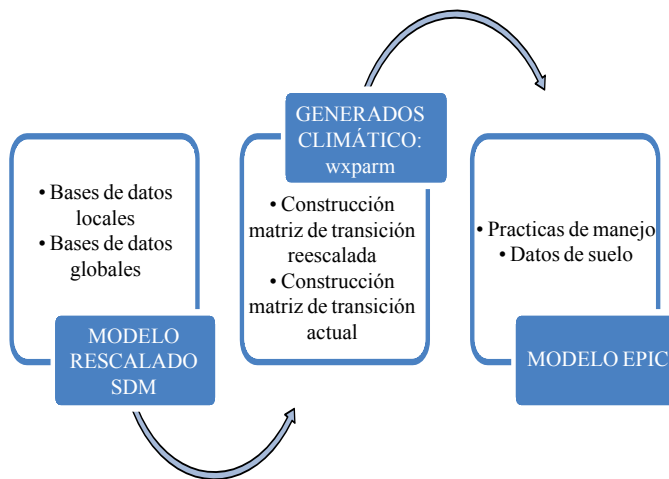 • Bases de datos
locales
• Bases de datos
globales
MODELO
RESCALADO
SDM
GENERADOS
CLIMÁTICO:
wxparm
• Construcción
matriz de transición
reescalada
• Construcción
matriz de transición
actual
• Practicas de manejo
• Datos de suelo
MODELO EPIC